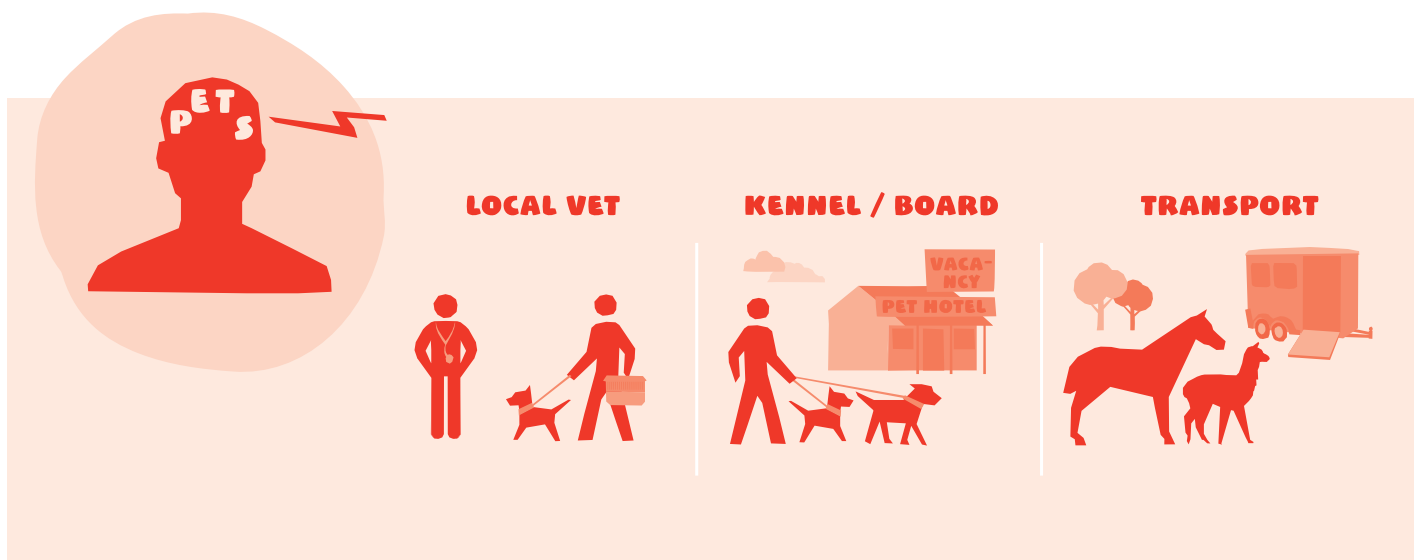 PETS
LOCAL VET
KENNEL / BOARD
TRANSPORT
VACA-
NCY
PET HOTEL